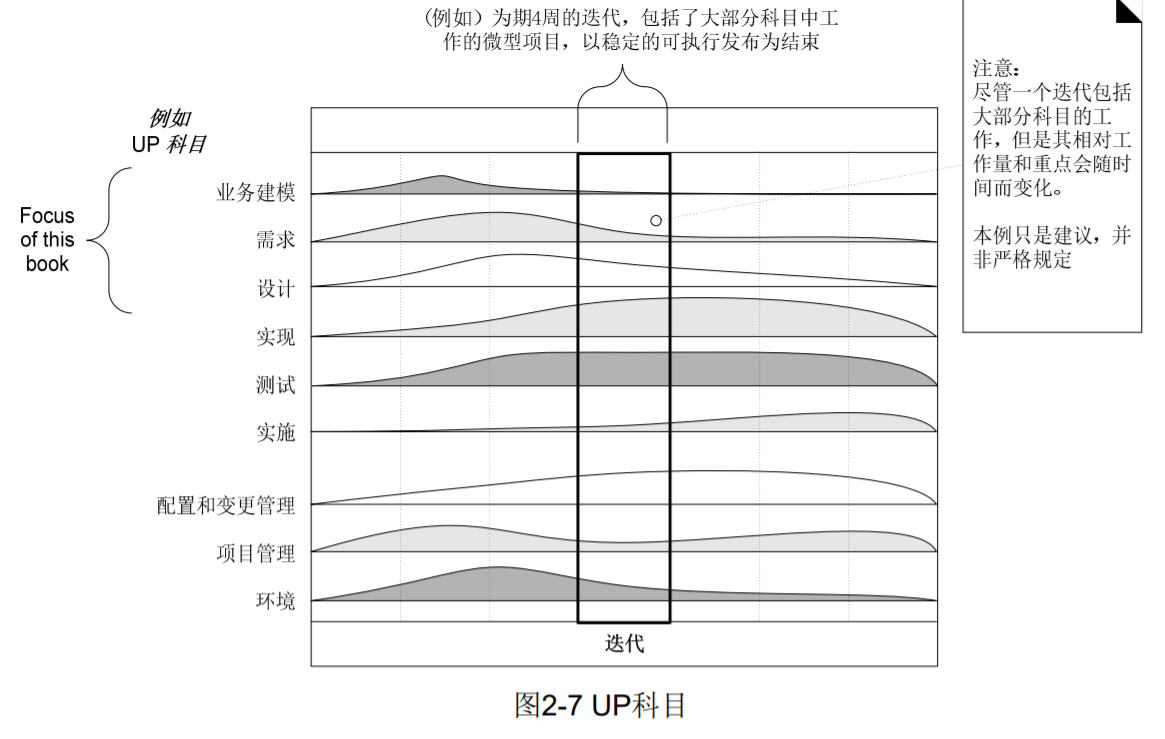 （例如）为期4周的迭代，包括了大部分科目中工
作的微型项目，以稳定的可执行发布为结束
注意：
尽管一个迭代包括
大部分科目的工
作，但是其相对工
作量和重点会随时
间而变化。
本例只是建议，并
非严格规定
例如
UP 科目
Focus
of this
book
业务建模
需求
设计
实现
测试
实施
配置和变更管理
项目管理
环境
迭代
图2-7 UP科目